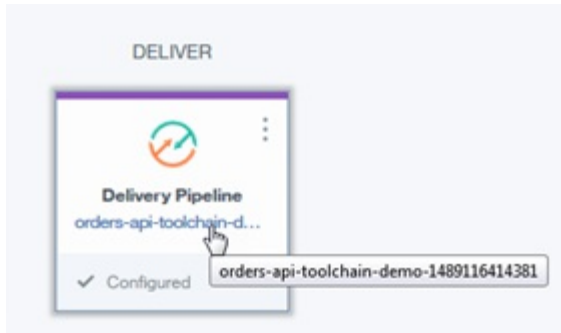 DELIVER
Delivery Pipeline
orders-api-toolchain-d...
orders-api-toolchain-demo-1489116414381
Configured